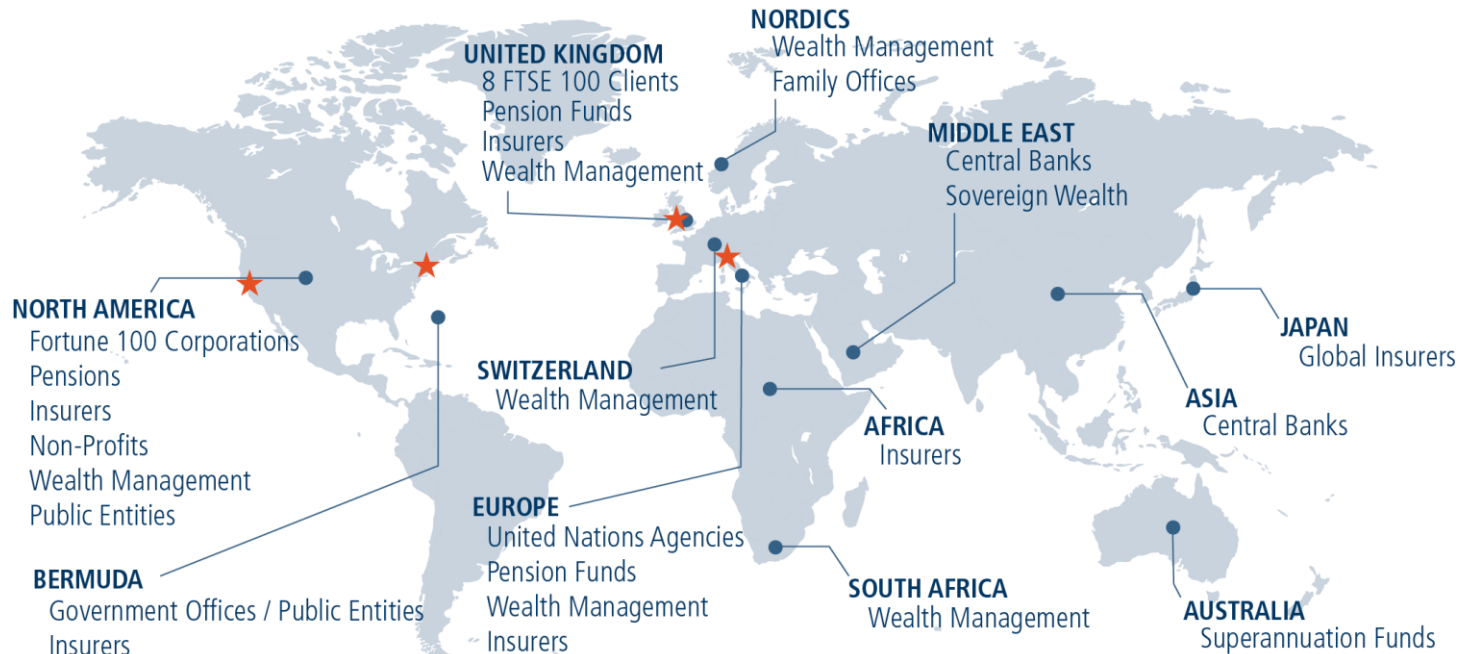 NORDICS
Wealth Management
Family Offices
UNITED KINGDOM
8 FTSE 100 Clients
Pension Funds
Insurers
Wealth Management
MIDDLE EAST
Central Banks
Sovereign Wealth
NORTH AMERICA
Fortune 100 Corporations
Pensions
Insurers
Non-Profits
Wealth Management
Public Entities
SWITZERLAND
Wealth Management
JAPAN
Global Insurers
ASIA
Central Banks
AFRICA
Insurers
EUROPE
United Nations Agencies
Pension Funds
Wealth Management
Insurers
BERMUDA
Government Offices / Public Entities
Insurers
SOUTH AFRICA
Wealth Management
AUSTRALIA
Superannuation Funds